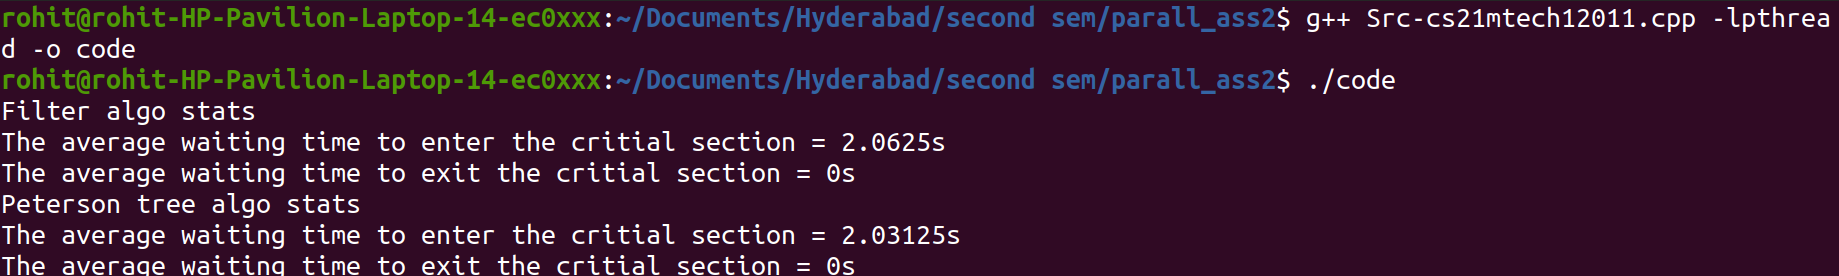 rohit@rohit-HP-Pavilion-Laptop-14-ec0xxx:~/Documents/Hyderabad/second sem/parall_ass2$ g++ Src-cs21mtech12011.cpp -lpthrea
d -o code
rohit@rohit-HP-Pavilion-Laptop-14-ec0xxx:~/Documents/Hyderabad/second sem/parall_ass2$ ./code
Filter algo stats
The average waiting time to enter the critial section = 2.0625s
The average waiting time to exit the critial section = 0s
Peterson tree algo stats
The average waiting time to enter the critial section = 2.03125s
The average waiting time to exit the critial section = 0s